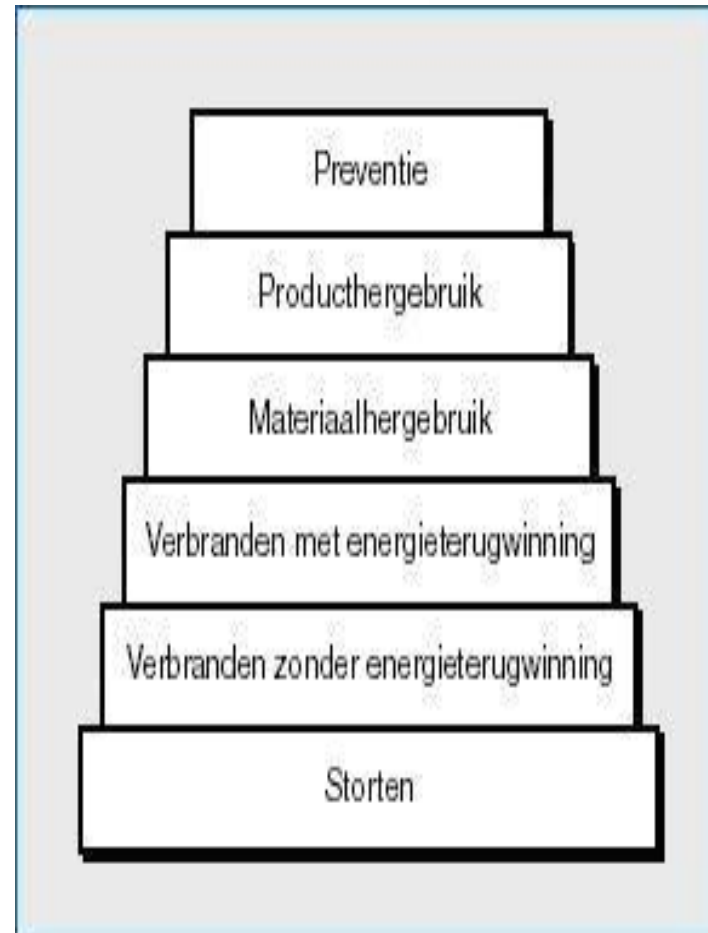 Preventie
Producthergebruik
Materiaalhergebruik
Verbranden met energieterugwinning
Verbranden zonder energieterugwinning
Storten